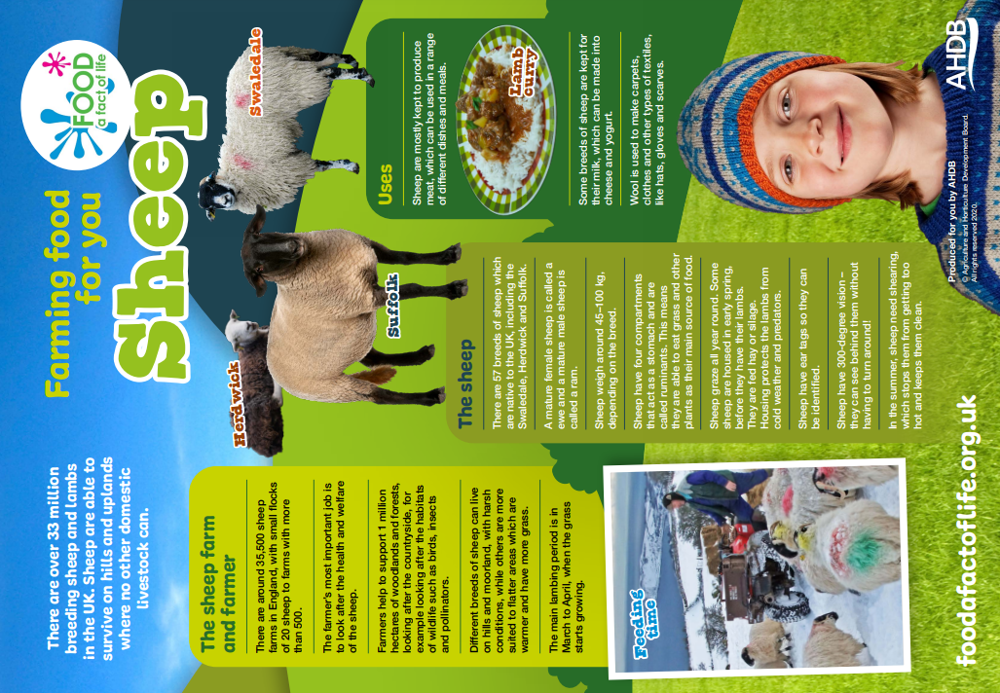 There are over 33 million
breeding sheep and lambs
in the UK. Sheep are able to
survive on hills and uplands
where no other domestic
livestock can.
Farming food
for you
Sheep
FOOD
a fact of life
Herdwick
Suffolk
Swaledale
The sheep farm
and farmer
There are around 35,500 sheep
farms in England, with small flocks
of 20 sheep to farms with more
than 500.
The farmer's most important job is
to look after the health and welfare
of the sheep.
Farmers help to support 1 million
hectares of woodlands and forests,
looking after the countryside, for
example looking after the habitats
of wildlife such as birds, insects
and pollinators.
Different breeds of sheep can live
on hills and moorland, with harsh
conditions, while others are more
suited to flatter areas which are
warmer and have more grass.
The main lambing period is in
March to April, when the grass
starts growing.
Feeding
time
The sheep
There are 57 breeds of sheep which
are native to the UK, including the
Swaledale, Herdwick and Suffolk.
A mature female sheep is called a
ewe and a mature male sheep is
called a ram.
Sheep weigh around 45–100 kg,
depending on the breed.
Sheep have four compartments
that act as a stomach and are
called ruminants. This means
they are able to eat grass and other
plants as their main source of food.
Sheep graze all year round. Some
sheep are housed in early spring,
before they have their lambs.
They are fed hay or silage.
Housing protects the lambs from
cold weather and predators.
Sheep have ear tags so they can
be identified.
Sheep have 300-degree vision –
they can see behind them without
having to turn around!
In the summer, sheep need shearing,
which stops them from getting too
hot and keeps them clean.
Uses
Sheep are mostly kept to produce
meat, which can be used in a range
of different dishes and meals.
Lamb
curry
Some breeds of sheep are kept for
their milk, which can be made into
cheese and yogurt.
Wool is used to make carpets,
clothes and other types of textiles,
like hats, gloves and scarves.
foodafactoflife.org.uk
Produced for you by AHDB
© Agriculture and Horticulture Development Board.
All rights reserved 2020.
AHDB